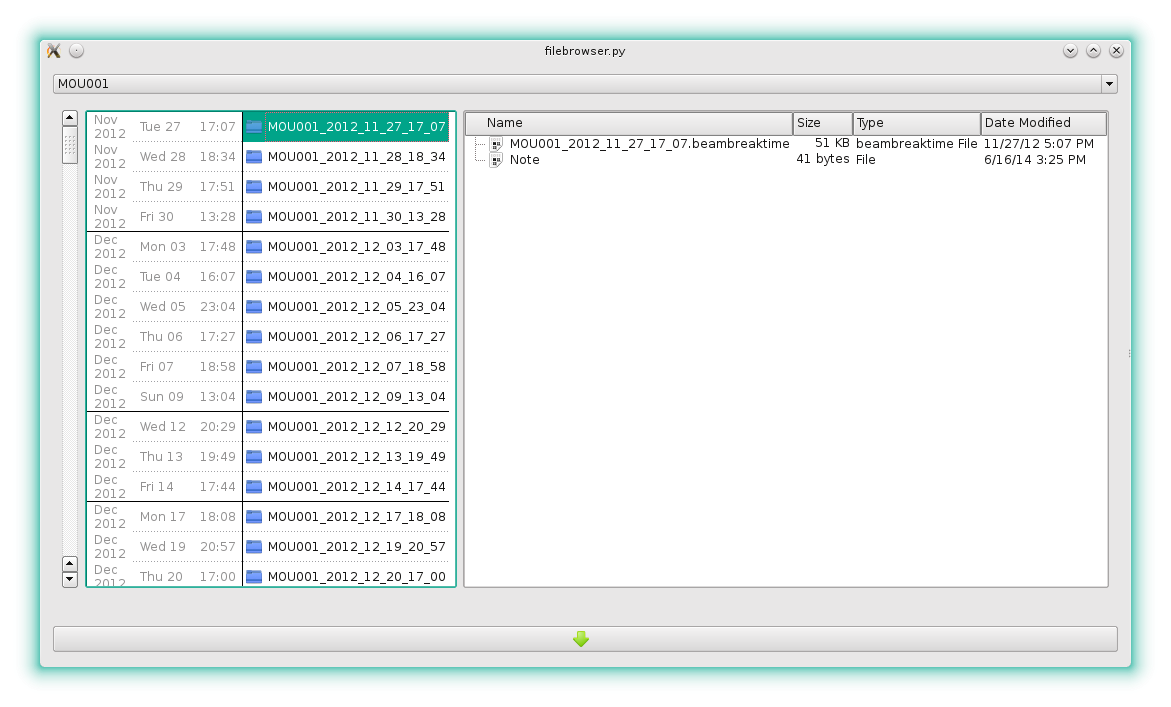 filebrowser.py
MOU001
Nov 2012 Tue 27 17:07 MOU001_2012_11_27_17_07
Nov 2012 Wed 28 18:34 MOU001_2012_11_28_18_34
Nov 2012 Thu 29 17:51 MOU001_2012_11_29_17_51
Nov 2012 Fri 30 13:28 MOU001_2012_11_30_13_28
Dec 2012 Mon 03 17:48 MOU001_2012_12_03_17_48
Dec 2012 Tue 04 16:07 MOU001_2012_12_04_16_07
Dec 2012 Wed 05 23:04 MOU001_2012_12_05_23_04
Dec 2012 Thu 06 17:27 MOU001_2012_12_06_17_27
Dec 2012 Fri 07 18:58 MOU001_2012_12_07_18_58
Dec 2012 Sun 09 13:04 MOU001_2012_12_09_13_04
Dec 2012 Wed 12 20:29 MOU001_2012_12_12_20_29
Dec 2012 Thu 13 19:49 MOU001_2012_12_13_19_49
Dec 2012 Fri 14 17:44 MOU001_2012_12_14_17_44
Dec 2012 Mon 17 18:08 MOU001_2012_12_17_18_08
Dec 2012 Wed 19 20:57 MOU001_2012_12_19_20_57
Dec 2012 Thu 20 17:00 MOU001_2012_12_20_17_00
Name Size Type Date Modified
MOU001_2012_11_27_17_07.beambreaktime 51 KB beambreaktime File 11/27/12 5:07 PM
Note 41 bytes File 6/16/14 3:25 PM